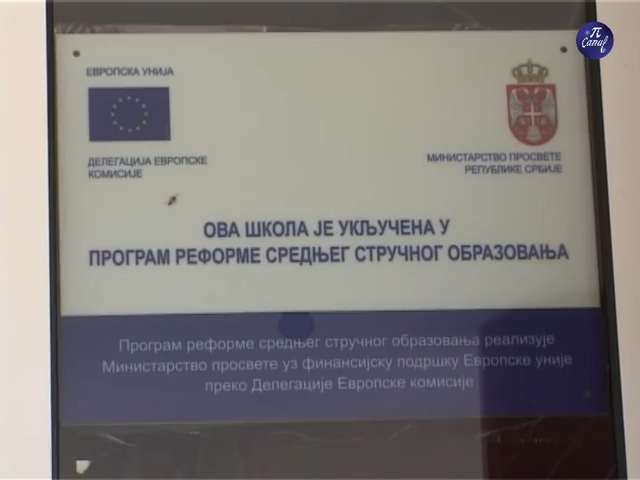 π
Canal
ЕВРОПСКА УНИЈА
ДЕЛЕГАЦИЈА ЕВРОПСКЕ
КОМИСИЈЕ
МИНИСТАРСТВО ПРОСВЕТЕ
РЕПУБЛИКЕ СРБИЈЕ
ОВА ШКОЛА ЈЕ УКЉУЧЕНА У
ПРОГРАМ РЕФОРМЕ СРЕДЊЕГ СТРУЧНОГ ОБРАЗОВАЊА
Програм реформе средњег стручног образовања реализује
Министарство просвете уз финансијску подршку Европске уније
преко Делегације Европске комисије